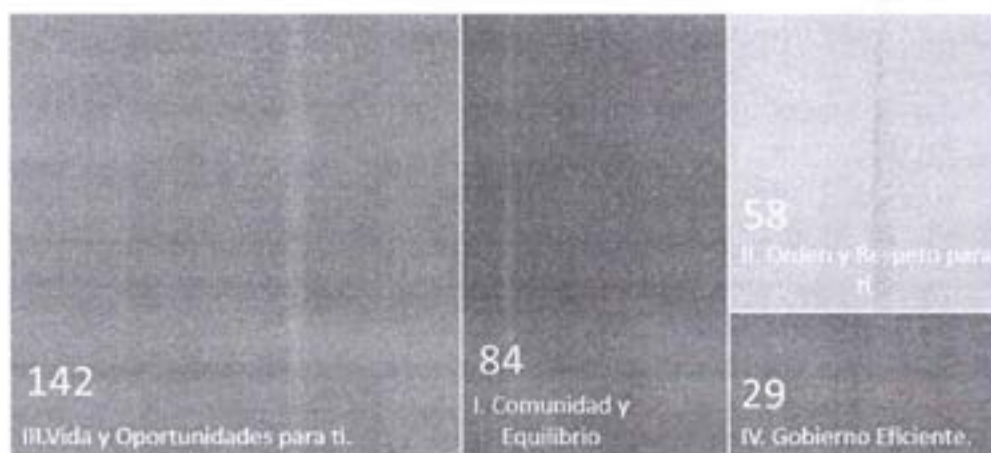 142
III.Vida y Oportunidades para ti.
84
I. Comunidad y
Equilibrio
58
II. Orden y Respeto para
ti.
29
IV. Gobierno Eficiente.